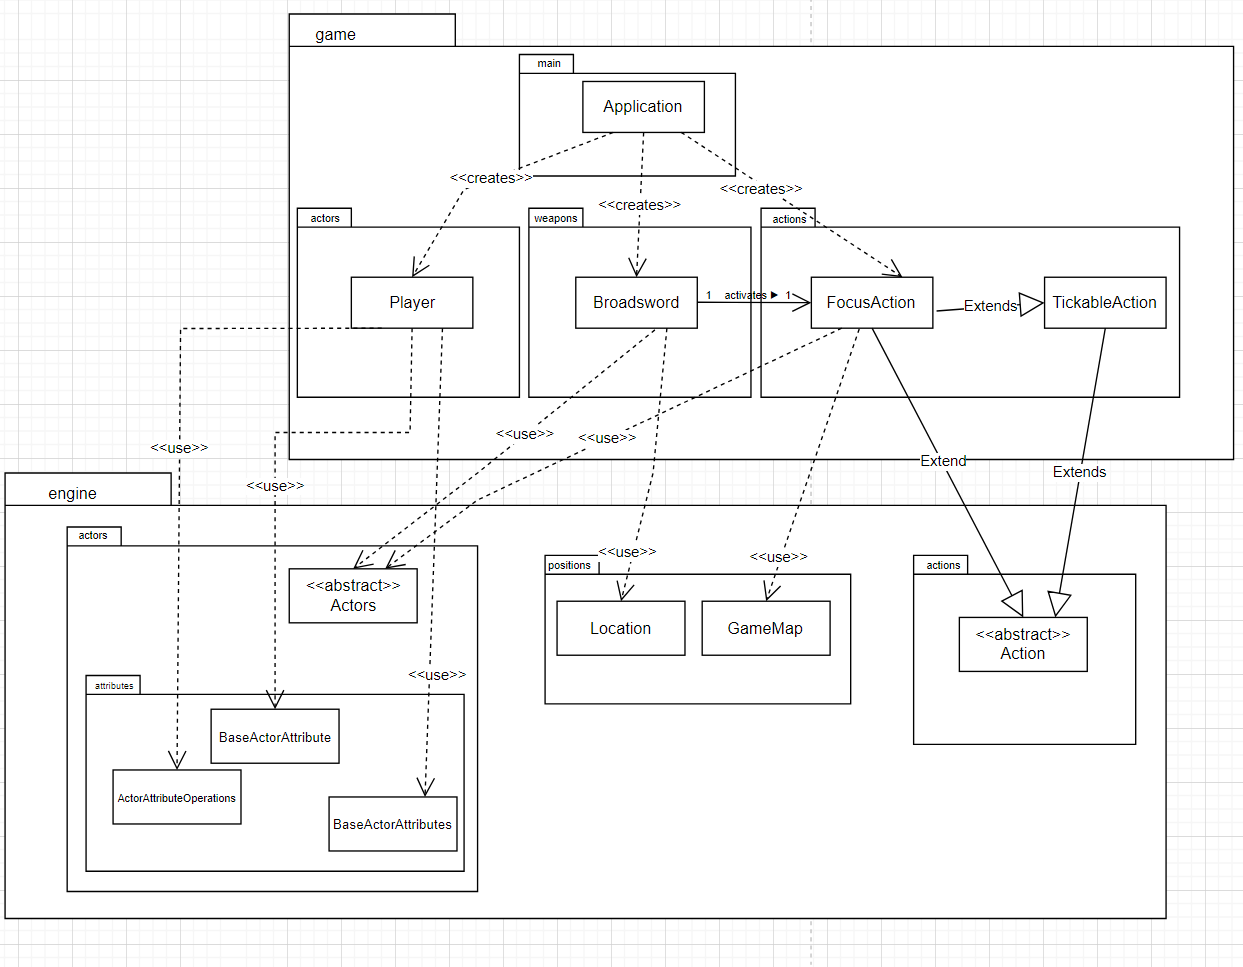 game
main
Application
<<creates>>
<<creates>>
<<creates>>
actors
weapons
actions
Player
Broadsword
1 activates ▶ 1
FocusAction
Extends
TickableAction
<<use>>
<<use>>
<<use>>
<<use>>
Extend
Extends
engine
actors
<<abstract>>
Actors
<<use>>
<<use>>
positions
actions
Location
GameMap
<<abstract>>
Action
<<use>>
attributes
BaseActorAttribute
ActorAttributeOperations
BaseActorAttributes